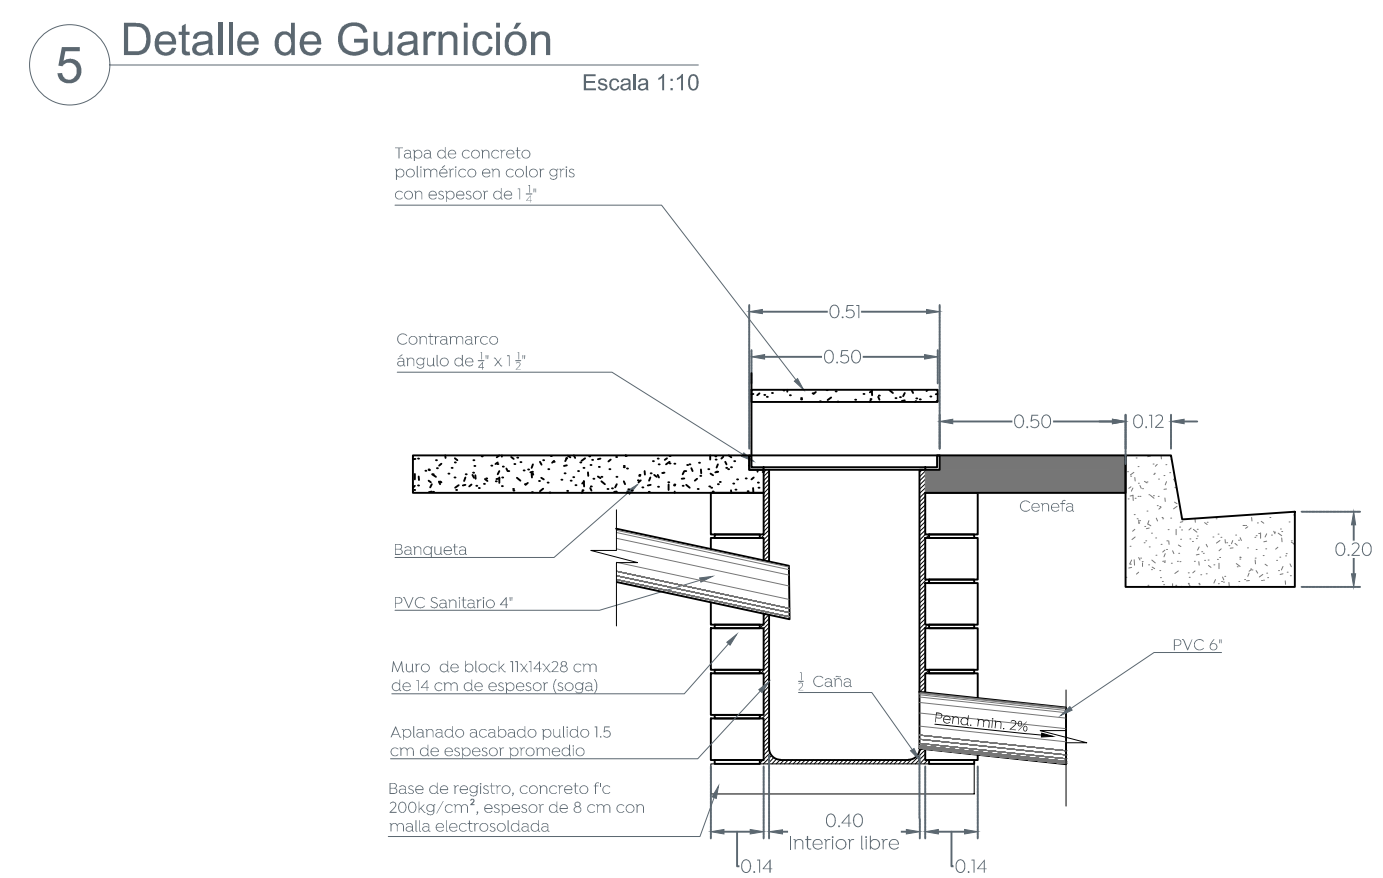 5
Detalle de Guarnición
Escala 1:10
Tapa de concreto
polimérico en color gris
con espesor de 1 1/4"
0.51
Contramarco
ángulo de 1/4" x 1 1/2"
0.50
0.50
0.12
Cenefa
Banqueta
0.20
PVC Sanitario 4"
PVC 6"
Muro de block 11x14x28 cm
de 14 cm de espesor (soga)
1/2 Caña
Pend. min. 2%
Aplanado acabado pulido 1.5
cm de espesor promedio
Base de registro, concreto f'c
200kg/cm², espesor de 8 cm con
malla electrosoldada
0.40
Interior libre
0.14
0.14